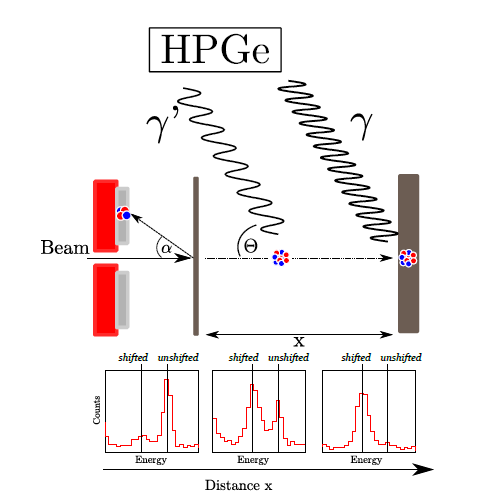 HPGe
γ'
γ
Beam
α
Θ
x
shifted unshifted shifted unshifted shifted unshifted
Counts
Energy Energy Energy
Distance x